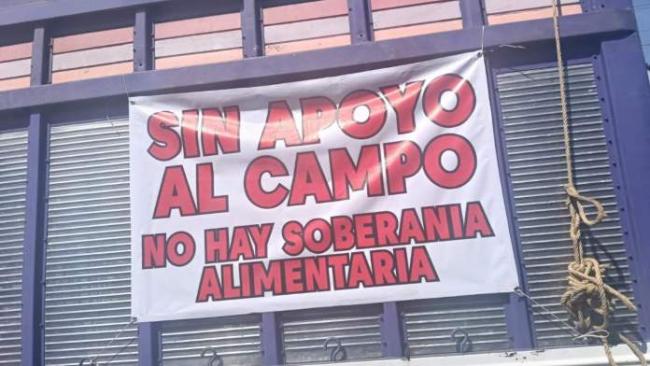 SIN APOYO
AL CAMPO
NO HAY SOBERANIA
ALIMENTARIA